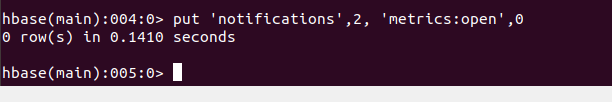 hbase(main):004:0> put 'notifications',2, 'metrics:open',0
0 row(s) in 0.1410 seconds
hbase(main):005:0>